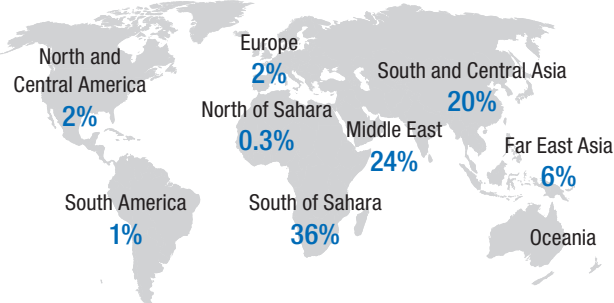 North and
Central America
2%
Europe
2%
South and Central Asia
20%
North of Sahara
0.3%
Middle East
24%
Far East Asia
6%
South America
1%
South of Sahara
36%
Oceania